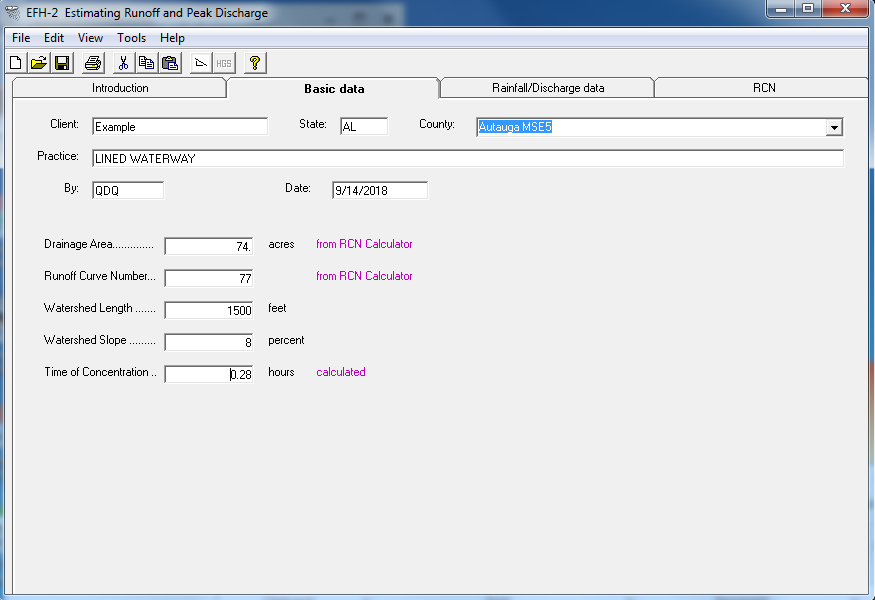 EFH-2 Estimating Runoff and Peak Discharge
File Edit View Tools Help
HGS ?
Introduction Basic data Rainfall/Discharge data RCN
Client: Example State: AL County: Autauga MSE5
Practice: LINED WATERWAY
By: QDQ Date: 9/14/2018
Drainage Area.............. 74. acres from RCN Calculator
Runoff Curve Number... 77 from RCN Calculator
Watershed Length ....... 1500 feet
Watershed Slope ......... 8 percent
Time of Concentration .. 0.28 hours calculated